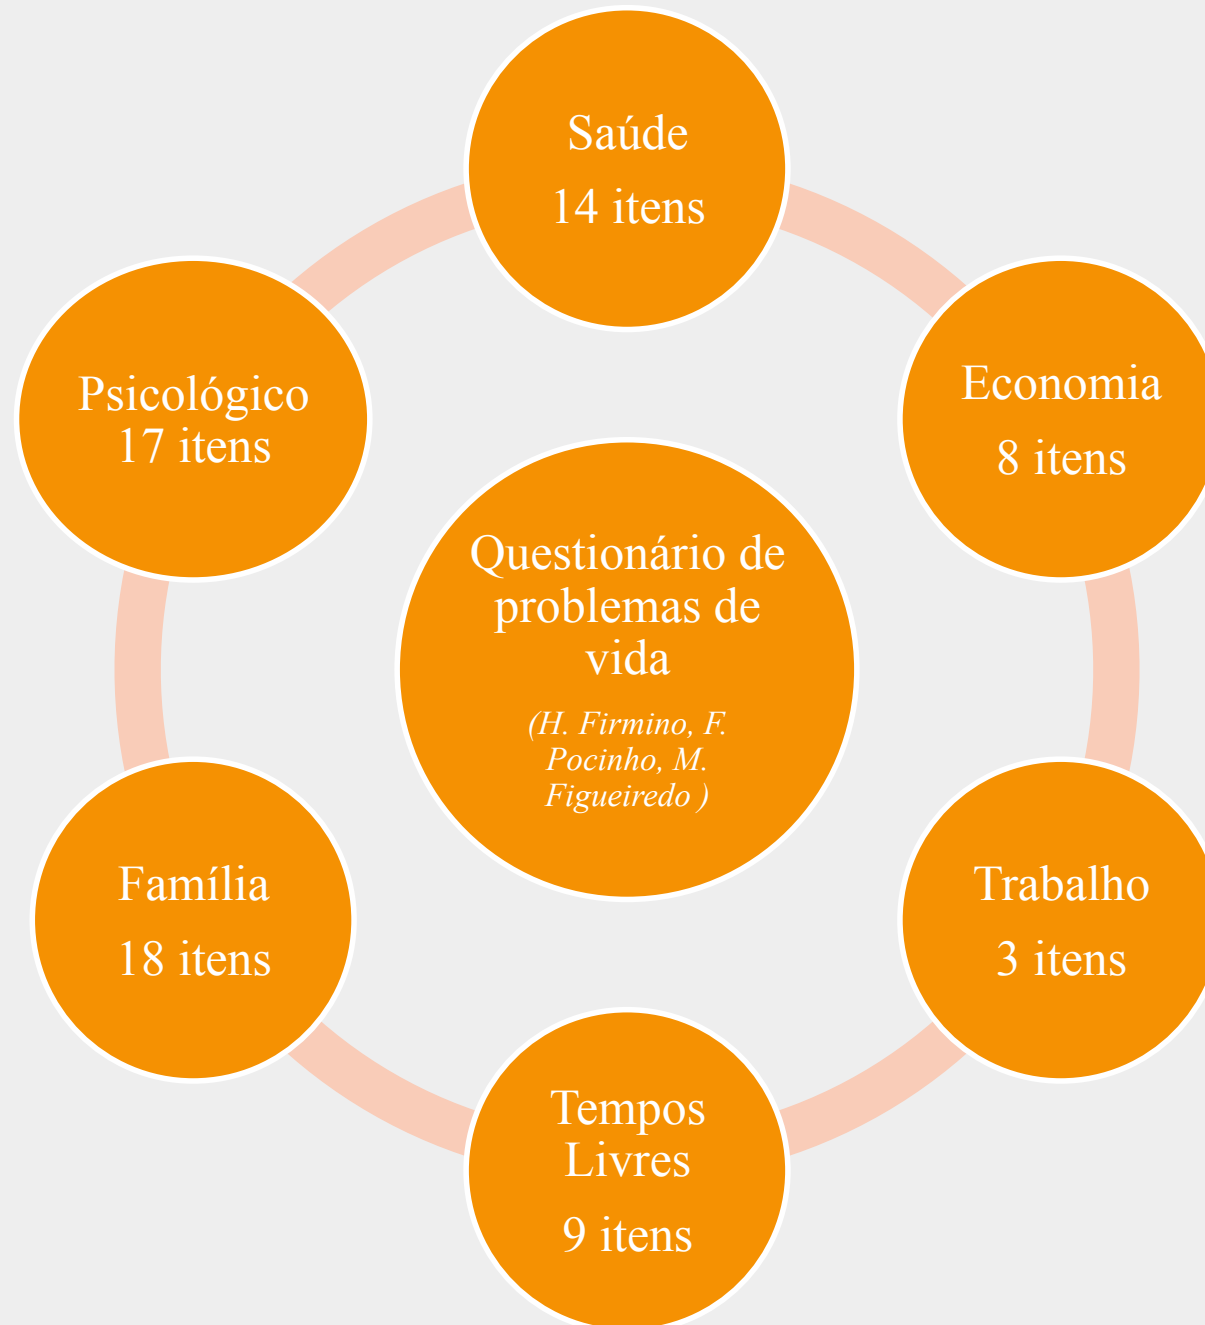 Saúde
14 itens
Economia
8 itens
Trabalho
3 itens
Tempos
Livres
9 itens
Família
18 itens
Psicológico
17 itens
Questionário de
problemas de
vida
(H. Firmino, F.
Pocinho, M.
Figueiredo )